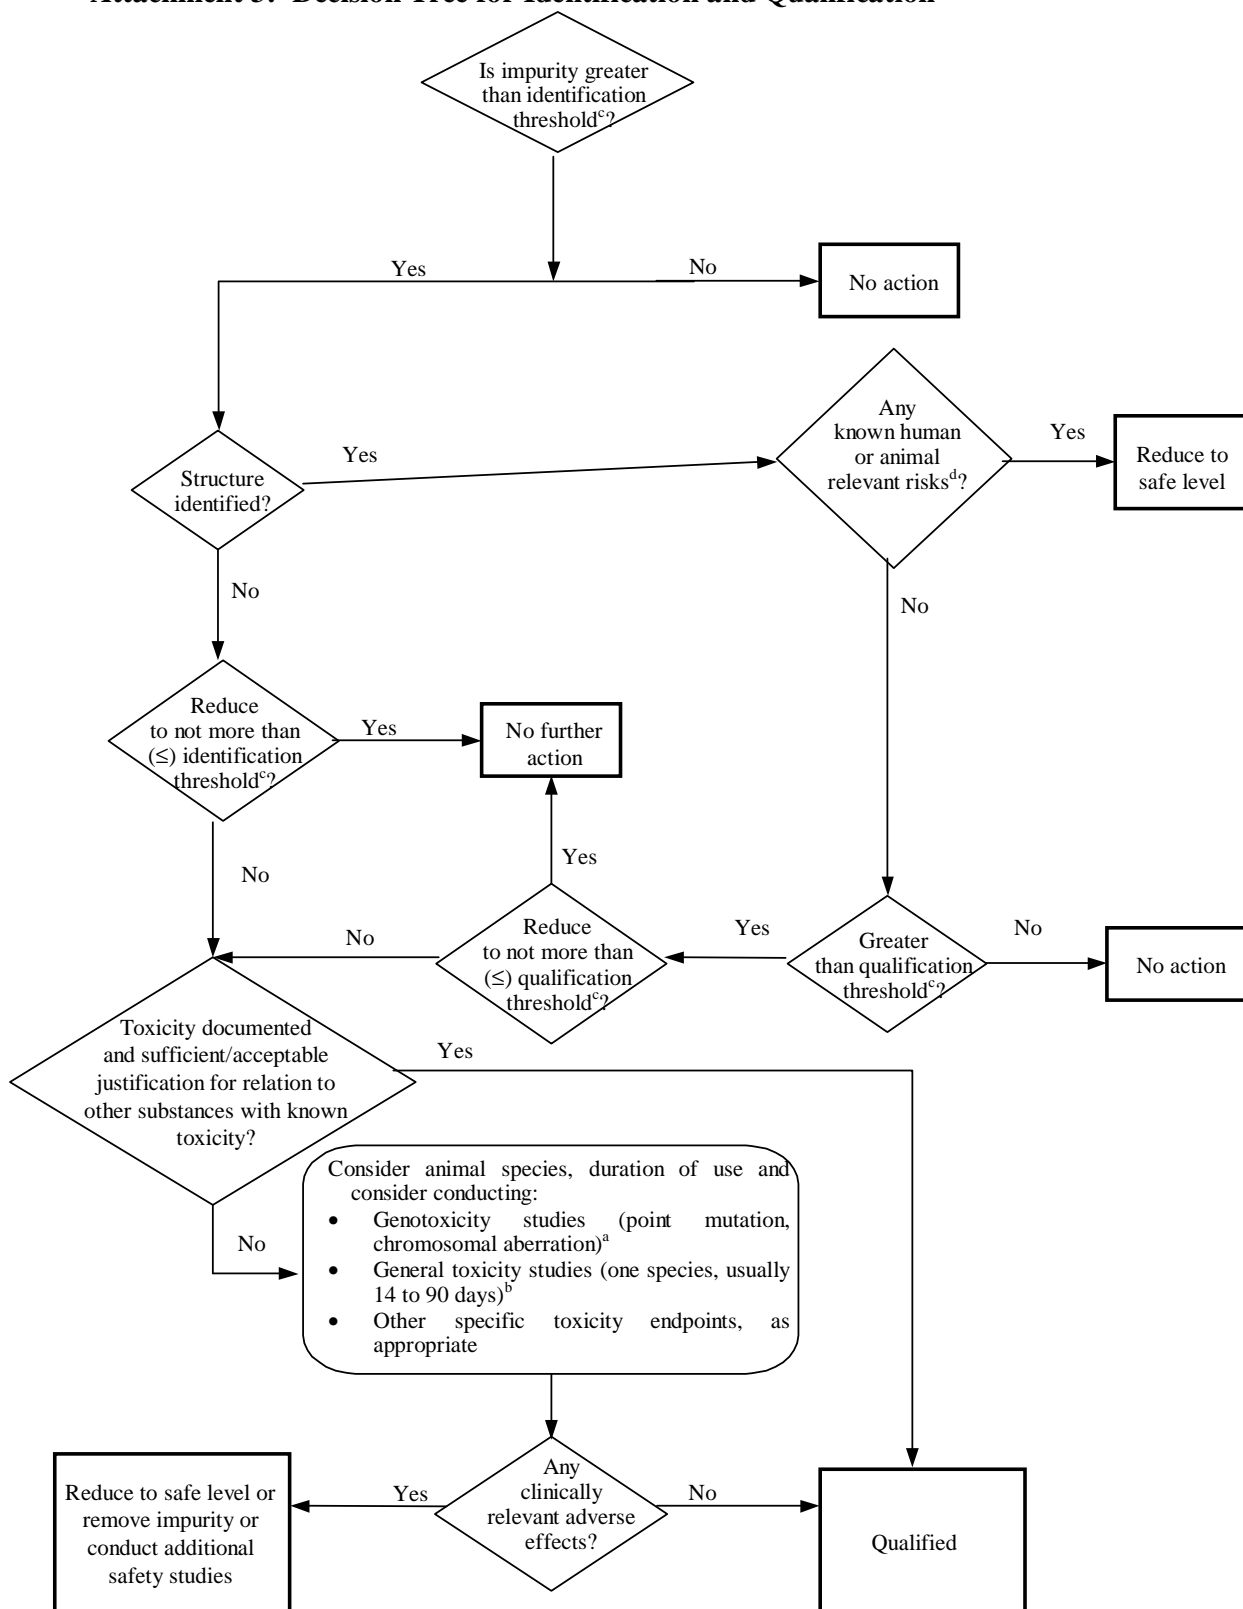 Attachment 3: Decision Tree for Identification and Qualification
Is impurity greater
than identification
thresholdᶜ?
Yes
No
No action
Structure
identified?
Yes
Any
known human
or animal
relevant risksᵈ?
Yes
Reduce to
safe level
No
No
Reduce
to not more than
(≤) identification
thresholdᶜ?
Yes
No further
action
No
Yes
Reduce
to not more than
(≤) qualification
thresholdᶜ?
No
Yes
Greater
than qualification
thresholdᶜ?
No
No action
Toxicity documented
and sufficient/acceptable
justification for relation to
other substances with known
toxicity?
Yes
No
Consider animal species, duration of use and
consider conducting:
• Genotoxicity studies (point mutation,
chromosomal aberration)ᵃ
• General toxicity studies (one species, usually
14 to 90 days)ᵇ
• Other specific toxicity endpoints, as
appropriate
Any
clinically
relevant adverse
effects?
Yes
No
Reduce to safe level or
remove impurity or
conduct additional
safety studies
Qualified